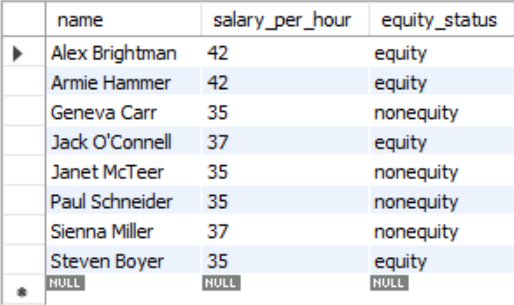 name salary_per_hour equity_status
Alex Brightman 42 equity
Armie Hammer 42 equity
Geneva Carr 35 nonequity
Jack O'Connell 37 equity
Janet McTeer 35 nonequity
Paul Schneider 35 nonequity
Sienna Miller 37 nonequity
Steven Boyer 35 equity
NULL NULL NULL